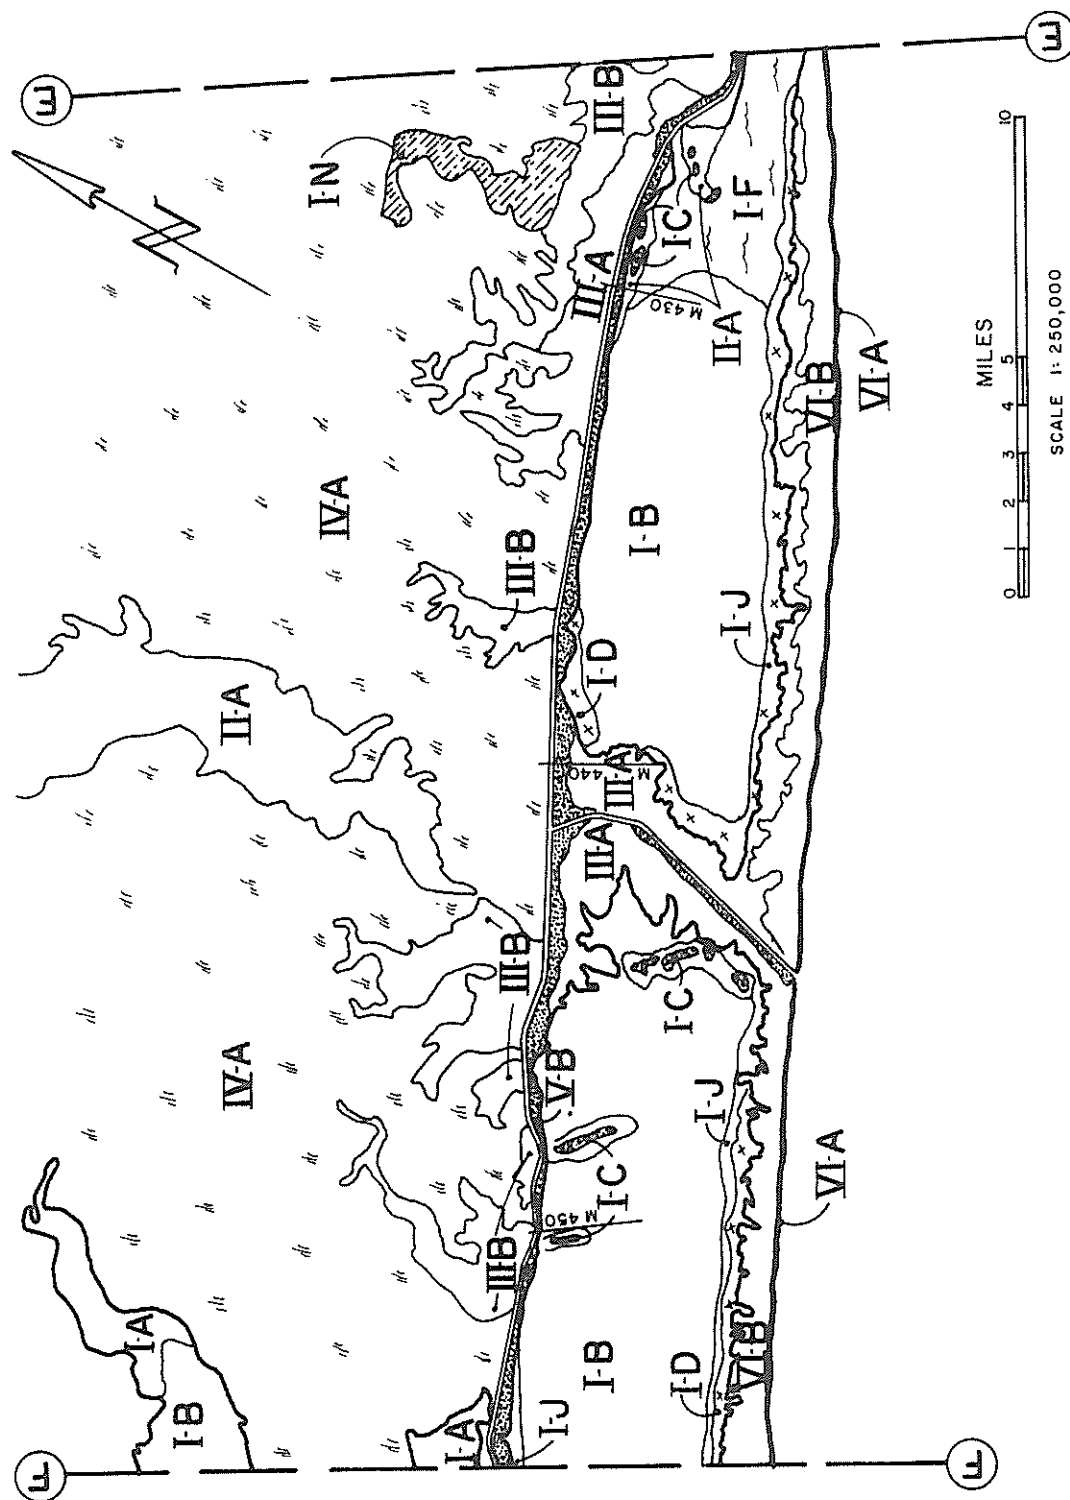 E
E
F
F
I-N
III-B
III-A
I-C
I-F
M 430
II-A
VI-B
VI-A
IV-A
III-B
I-B
I-D
I-J
II-A
M 440
III-A
III-A
III-B
I-C
V-B
IV-A
I-J
I-C
M 450
III-B
VI-A
I-A
I-B
I-B
I-D
VI-B
I-A
I-J
MILES
0 1 2 3 4 5 10
SCALE 1: 250,000